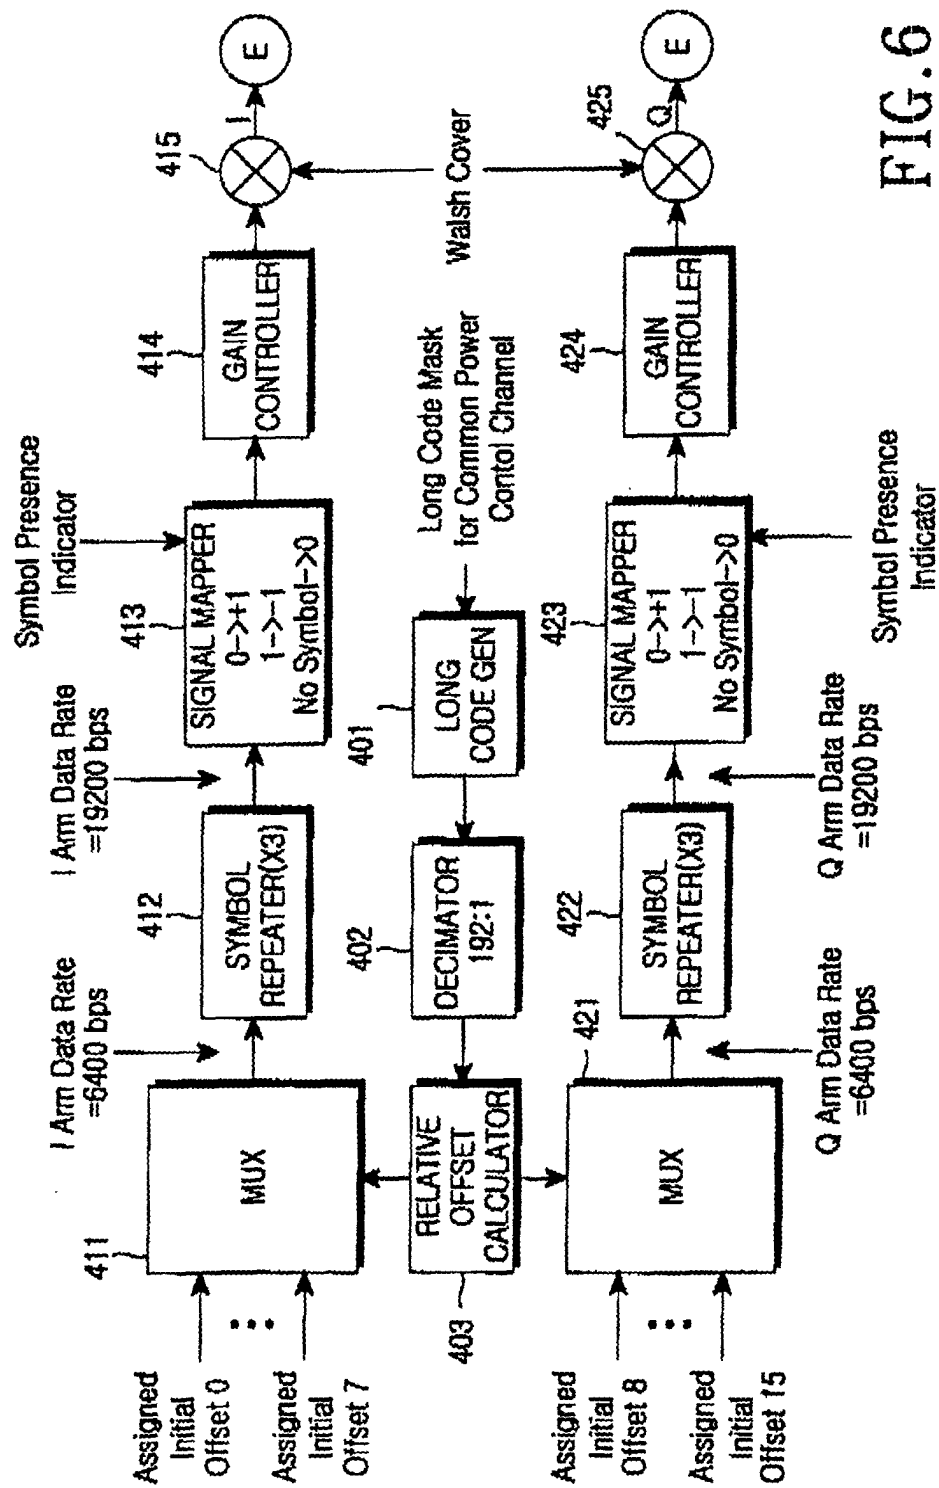 Assigned
Initial
Offset 0
Assigned
Initial
Offset 7
411
MUX
I Arm Data Rate
=6400 bps
412
SYMBOL
REPEATER(X3)
I Arm Data Rate
=19200 bps
Symbol Presence
Indicator
413
SIGNAL MAPPER
0->+1
1->-1
No Symbol->0
414
GAIN
CONTROLLER
415
I
E
403
RELATIVE
OFFSET
CALCULATOR
402
DECIMATOR
192:1
401
LONG
CODE GEN
Long Code Mask
for Common Power
Contol Channel
Walsh Cover
Assigned
Initial
Offset 8
Assigned
Initial
Offset 15
421
MUX
Q Arm Data Rate
=6400 bps
422
SYMBOL
REPEATER(X3)
Q Arm Data Rate
=19200 bps
423
SIGNAL MAPPER
0->+1
1->-1
No Symbol->0
Symbol Presence
Indicator
424
GAIN
CONTROLLER
425
Q
E
FIG.6